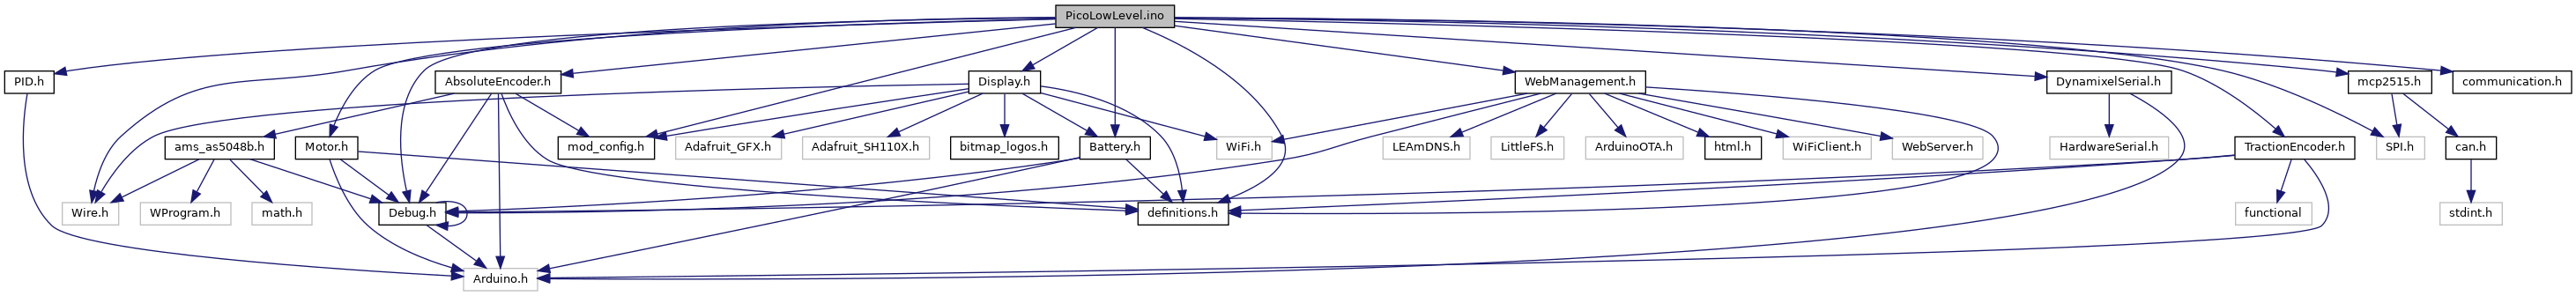 PicoLowLevel.ino
PID.h
AbsoluteEncoder.h
Display.h
WebManagement.h
DynamixelSerial.h
mcp2515.h
communication.h
ams_as5048b.h
Motor.h
mod_config.h
Adafruit_GFX.h
Adafruit_SH110X.h
bitmap_logos.h
Battery.h
WiFi.h
LEAmDNS.h
LittleFS.h
ArduinoOTA.h
html.h
WiFiClient.h
WebServer.h
HardwareSerial.h
TractionEncoder.h
SPI.h
can.h
Wire.h
WProgram.h
math.h
Debug.h
definitions.h
functional
stdint.h
Arduino.h